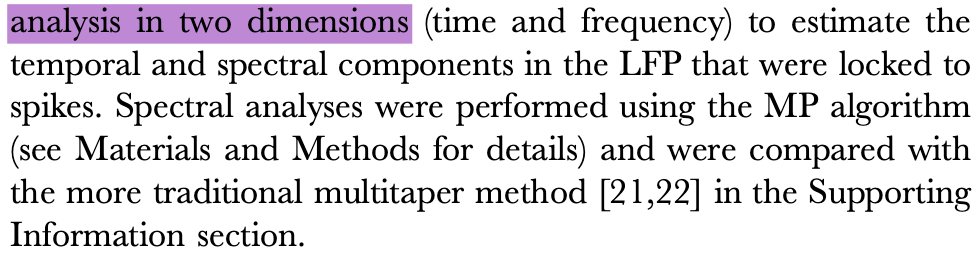 analysis in two dimensions (time and frequency) to estimate the
temporal and spectral components in the LFP that were locked to
spikes. Spectral analyses were performed using the MP algorithm
(see Materials and Methods for details) and were compared with
the more traditional multitaper method [21,22] in the Supporting
Information section.